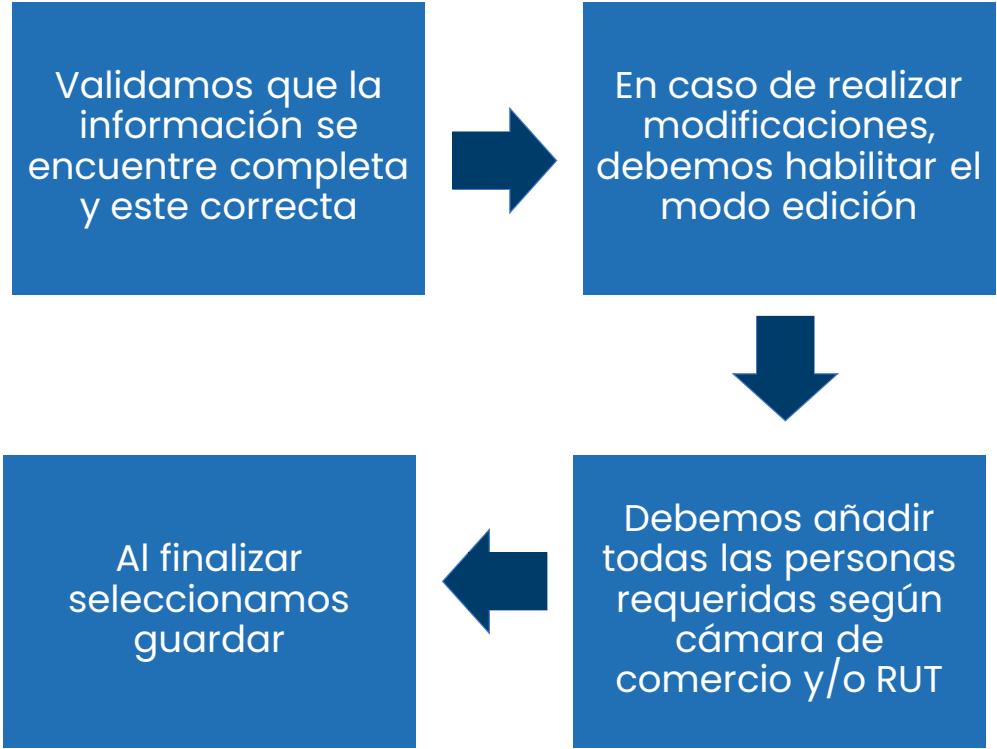 Validamos que la
información se
encuentre completa
y este correcta
En caso de realizar
modificaciones,
debemos habilitar el
modo edición
Debemos añadir
todas las personas
requeridas según
cámara de
comercio y/o RUT
Al finalizar
seleccionamos
guardar